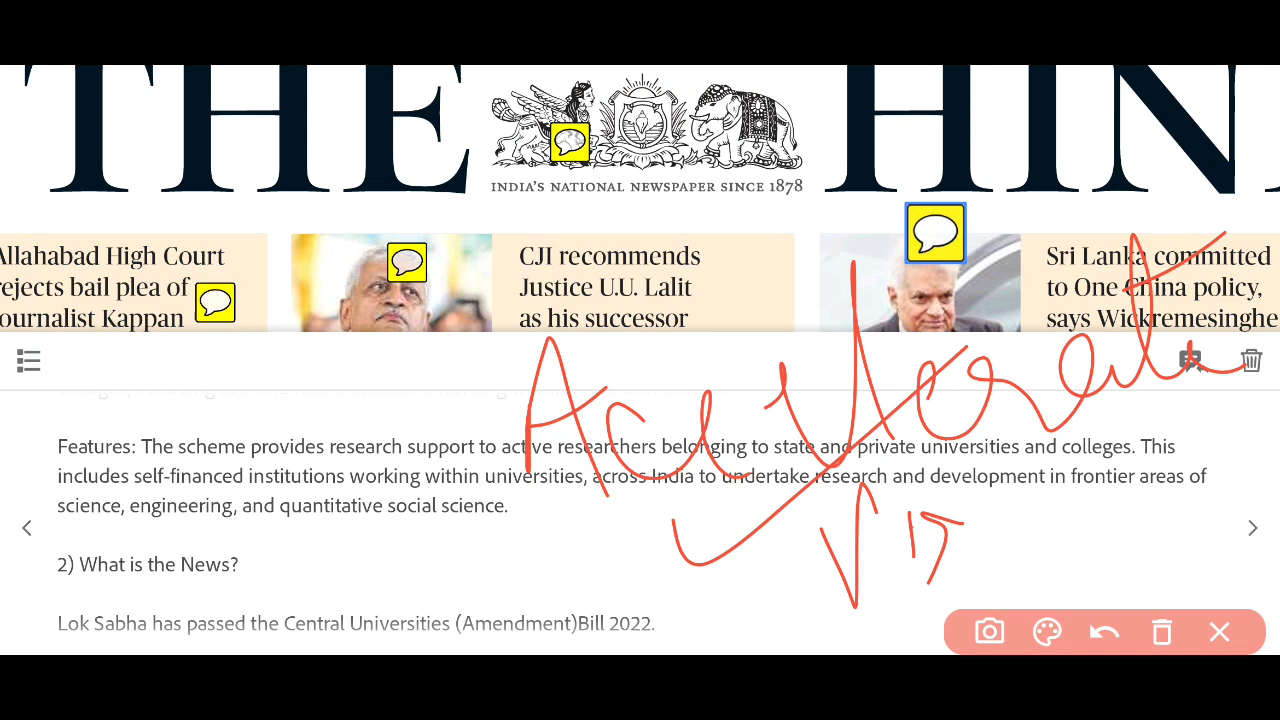 THE HIN
INDIA'S NATIONAL NEWSPAPER SINCE 1878
Allahabad High Court
rejects bail plea of
ournalist Kappan
CJI recommends
Justice U.U. Lalit
as his successor
Sri Lanka committed
to One China policy,
says Wickremesinghe
Features: The scheme provides research support to active researchers belonging to state and private universities and colleges. This
includes self-financed institutions working within universities, across India to undertake research and development in frontier areas of
science, engineering, and quantitative social science.
2) What is the News?
Lok Sabha has passed the Central Universities (Amendment)Bill 2022.